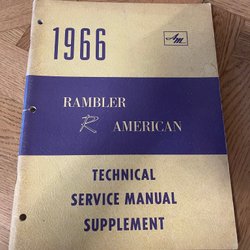 1966
AM
RAMBLER
R AMERICAN
TECHNICAL
SERVICE MANUAL
SUPPLEMENT